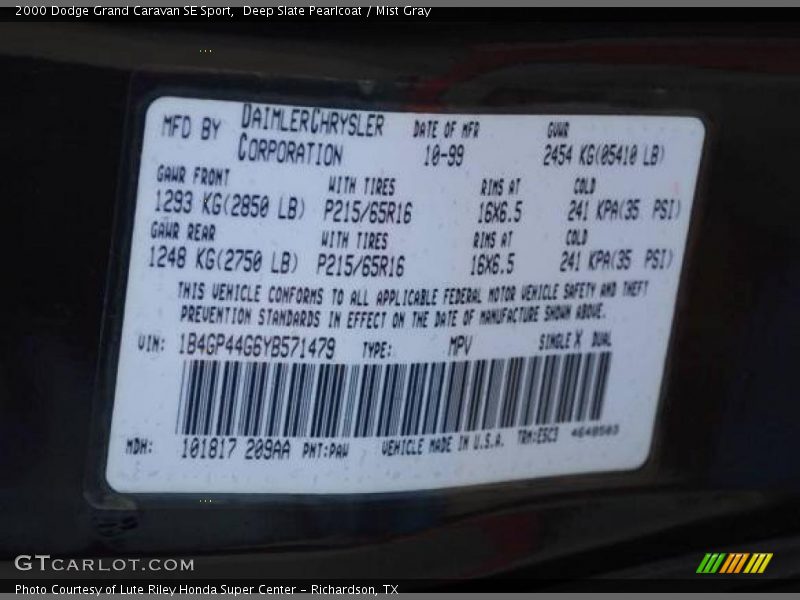 2000 Dodge Grand Caravan SE Sport,  Deep Slate Pearlcoat / Mist Gray
MFD BY DAIMLERCHRYSLER CORPORATION DATE OF MFR 10-99 GVWR 2454 KG(05410 LB)
GAWR FRONT WITH TIRES RIMS AT COLD
1293 KG(2850 LB) P215/65R16 16X6.5 241 KPA(35 PSI)
GAWR REAR WITH TIRES RIMS AT COLD
1248 KG(2750 LB) P215/65R16 16X6.5 241 KPA(35 PSI)
THIS VEHICLE CONFORMS TO ALL APPLICABLE FEDERAL MOTOR VEHICLE SAFETY AND THEFT
PREVENTION STANDARDS IN EFFECT ON THE DATE OF MANUFACTURE SHOWN ABOVE.
VIN: 1B4GP44G6YB571479 TYPE: MPV SINGLE X DUAL
MDH: 101817 209AA PNT:PAW VEHICLE MADE IN U.S.A. TRM:ESC3
GTCARLOT.COM
Photo Courtesy of Lute Riley Honda Super Center - Richardson, TX